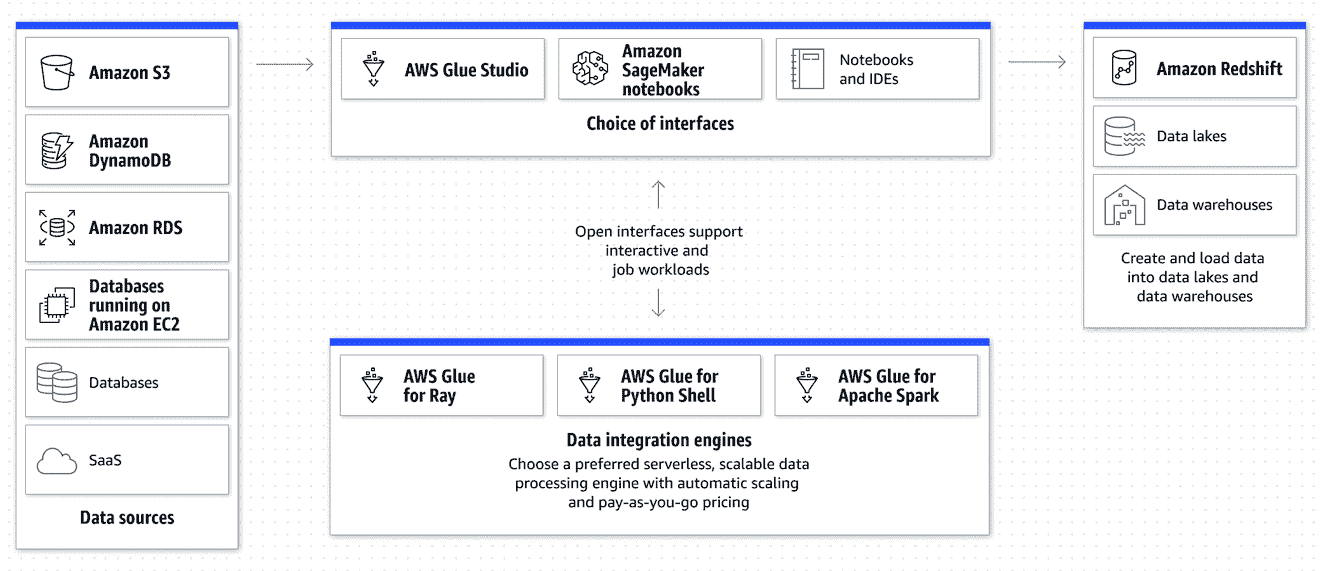 Amazon S3
Amazon
DynamoDB
Amazon RDS
Databases
running on
Amazon EC2
Databases
SaaS
Data sources
AWS Glue Studio
Amazon
SageMaker
notebooks
Notebooks
and IDEs
Choice of interfaces
Open interfaces support
interactive and
job workloads
AWS Glue
for Ray
AWS Glue for
Python Shell
AWS Glue for
Apache Spark
Data integration engines
Choose a preferred serverless, scalable data
processing engine with automatic scaling
and pay-as-you-go pricing
Amazon Redshift
Data lakes
Data warehouses
Create and load data
into data lakes and
data warehouses